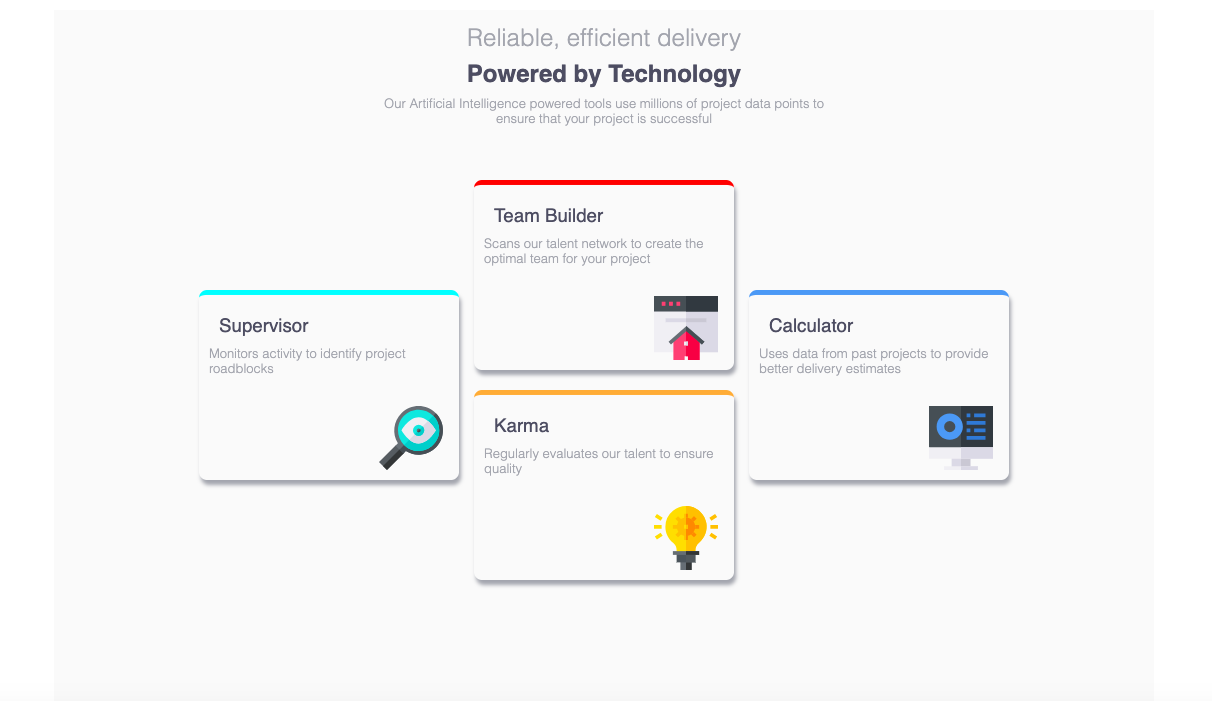 Reliable, efficient delivery
Powered by Technology
Our Artificial Intelligence powered tools use millions of project data points to
ensure that your project is successful
Team Builder
Scans our talent network to create the
optimal team for your project
Supervisor
Monitors activity to identify project
roadblocks
Calculator
Uses data from past projects to provide
better delivery estimates
Karma
Regularly evaluates our talent to ensure
quality